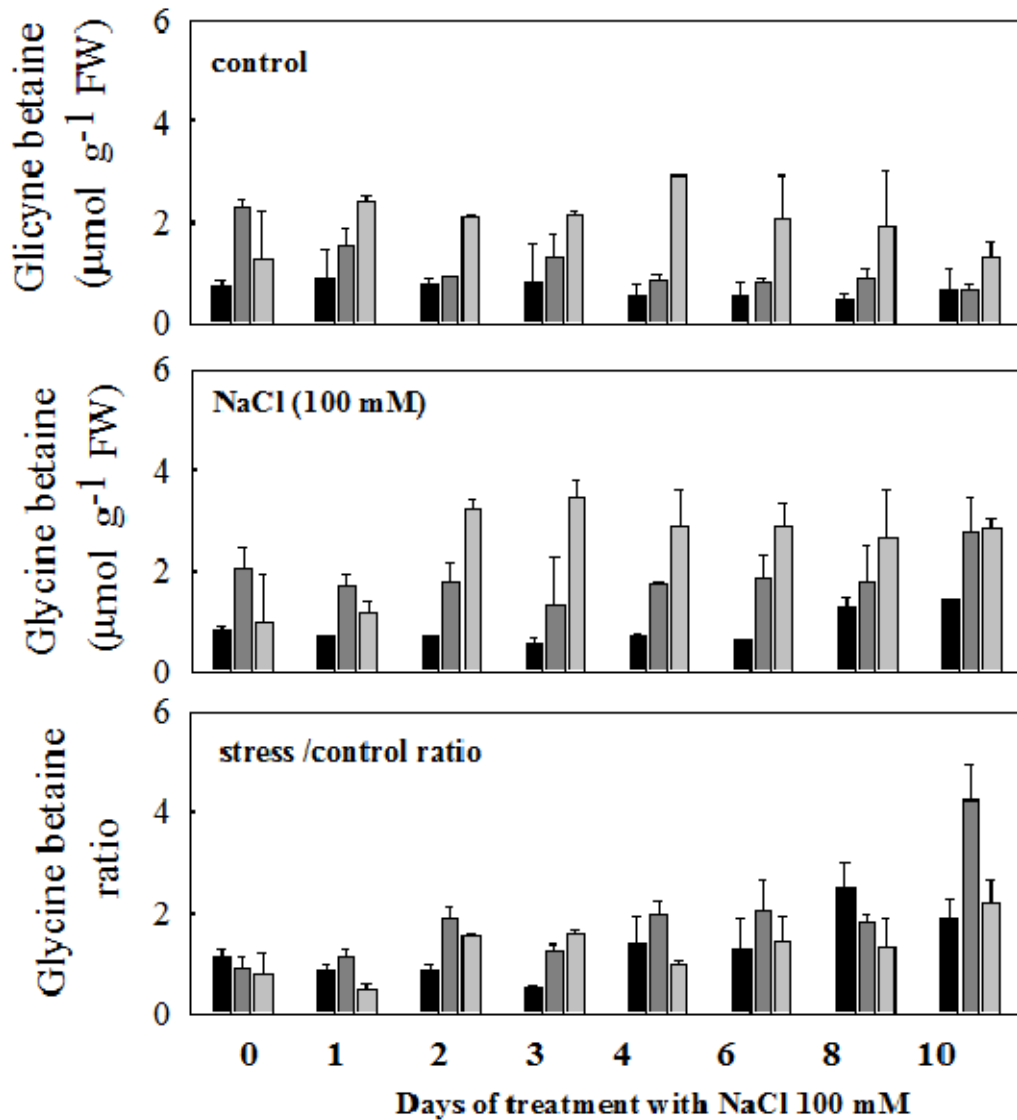 Glicyne betaine
(µmol g-1 FW)
6
4
2
0
control
Glycine betaine
(µmol g-1 FW)
6
4
2
0
NaCl (100 mM)
Glycine betaine
ratio
6
4
2
0
stress /control ratio
0 1 2 3 4 6 8 10
Days of treatment with NaCl 100 mM